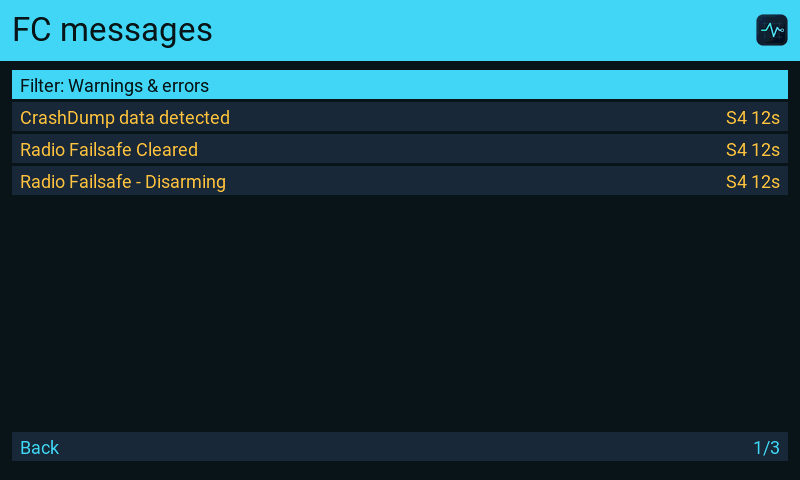 FC messages
Filter: Warnings & errors
CrashDump data detected S4 12s
Radio Failsafe Cleared S4 12s
Radio Failsafe - Disarming S4 12s
Back 1/3